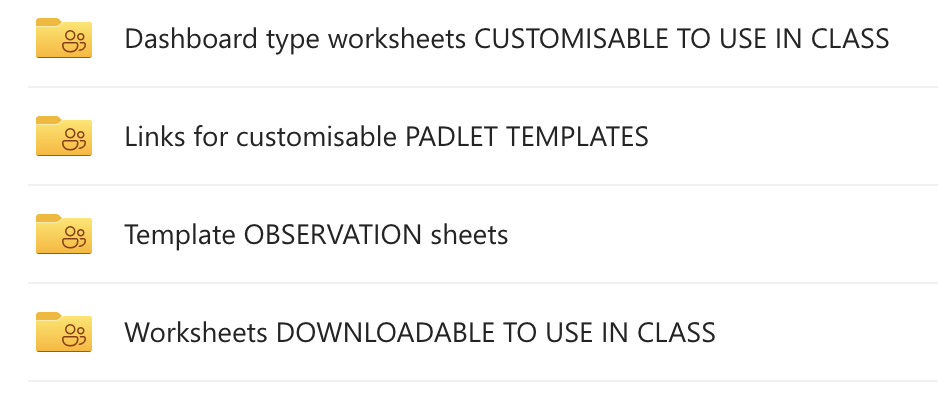 Dashboard type worksheets CUSTOMISABLE TO USE IN CLASS
Links for customisable PADLET TEMPLATES
Template OBSERVATION sheets
Worksheets DOWNLOADABLE TO USE IN CLASS